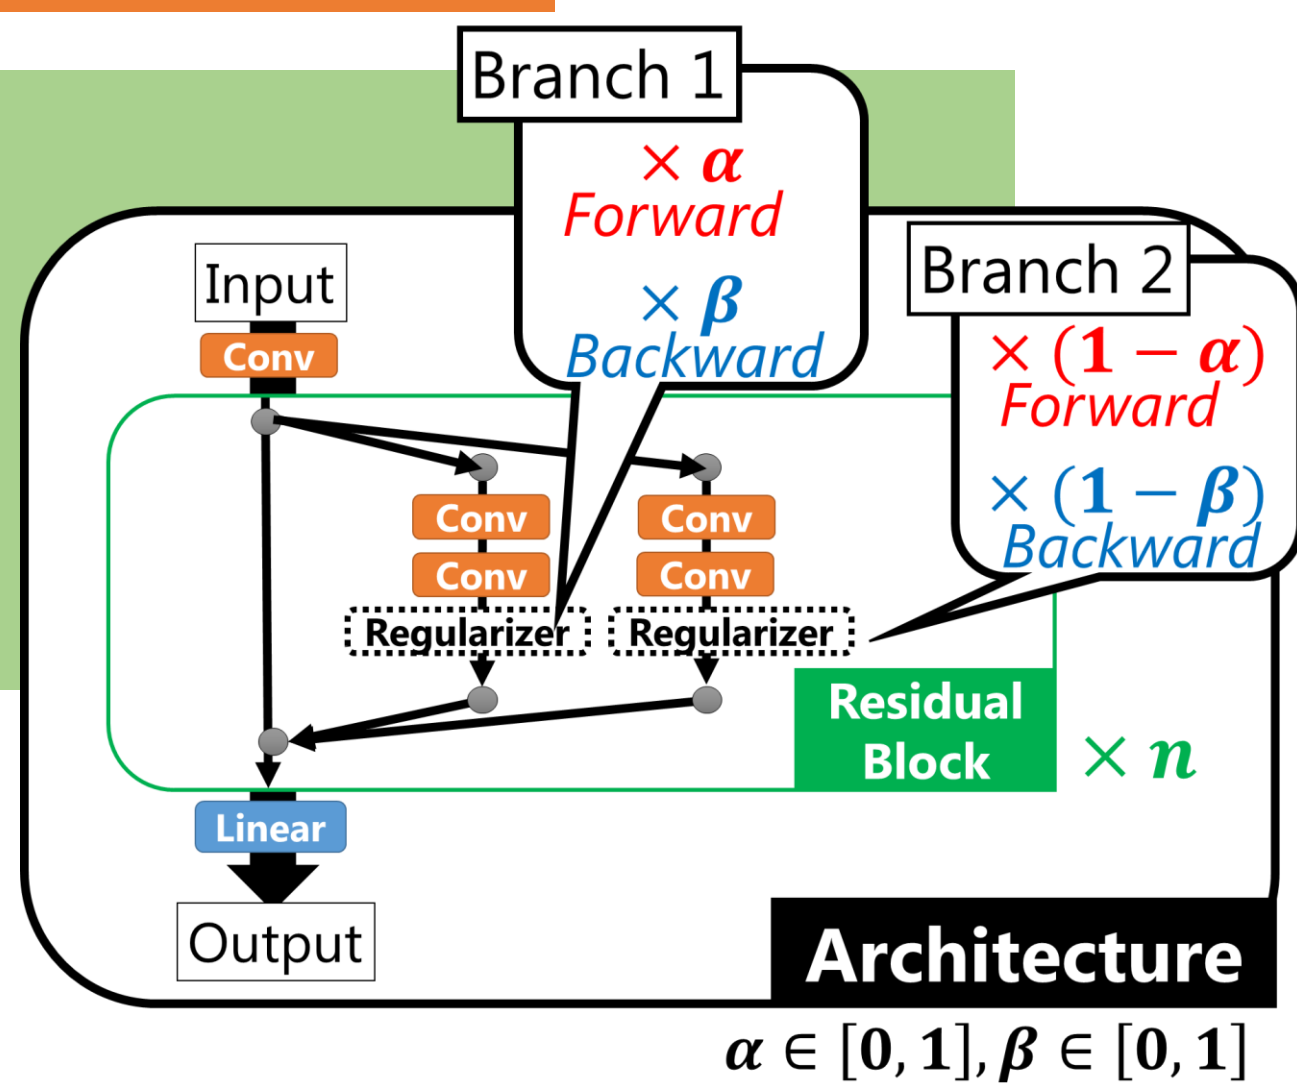 Branch 1
× α
Forward
× β
Backward
Branch 2
× (1 − α)
Forward
× (1 − β)
Backward
Input
Conv
Conv
Conv
Conv
Conv
Regularizer
Regularizer
Residual
Block
× n
Linear
Output
Architecture
α ∈ [0, 1], β ∈ [0, 1]